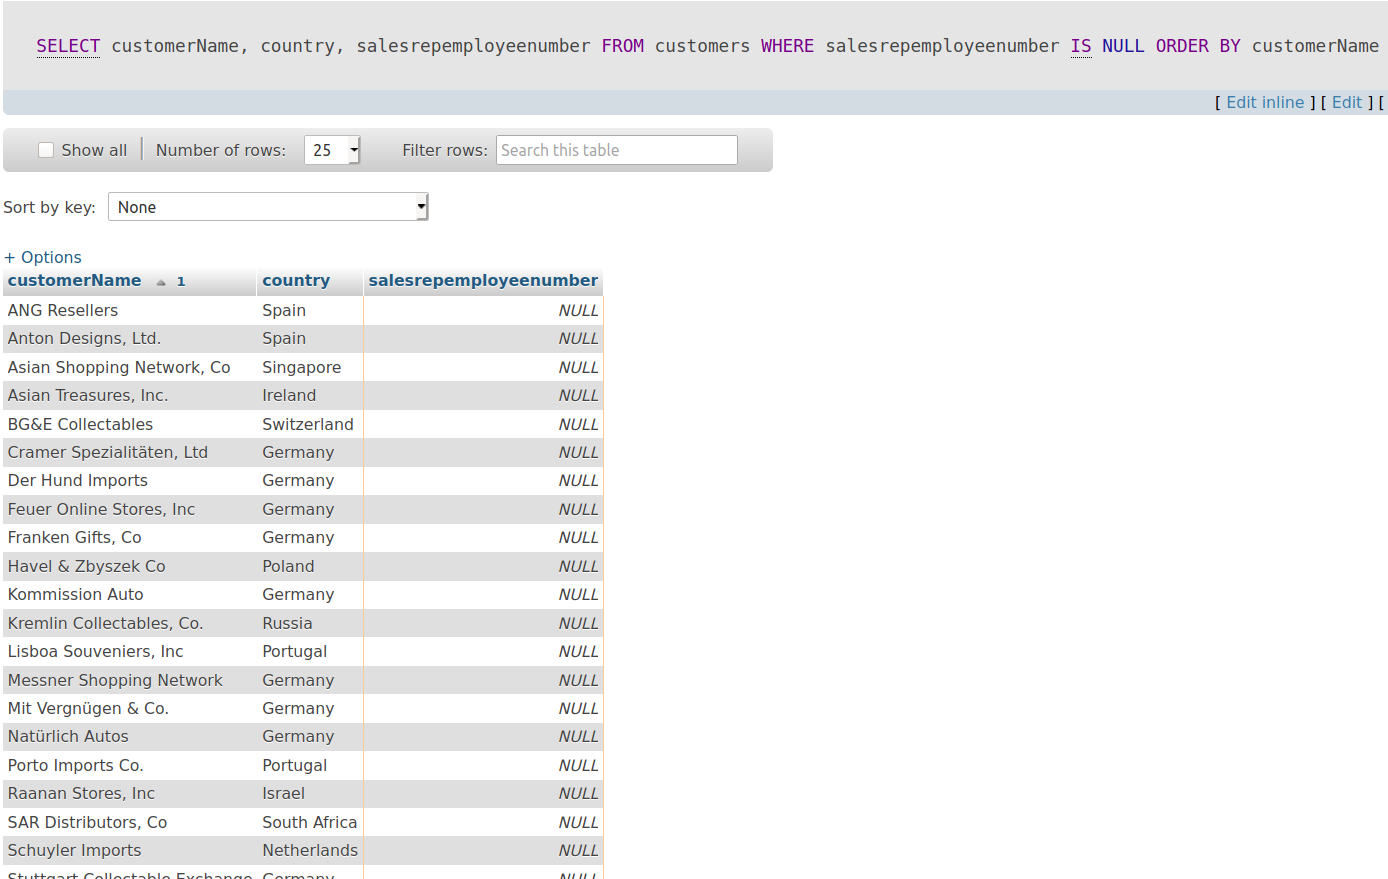 SELECT customerName, country, salesrepemployeenumber FROM customers WHERE salesrepemployeenumber IS NULL ORDER BY customerName
[ Edit inline ] [ Edit ] [
Show all Number of rows: 25 Filter rows: Search this table
Sort by key: None
+ Options
customerName 1 country salesrepemployeenumber
ANG Resellers Spain NULL
Anton Designs, Ltd. Spain NULL
Asian Shopping Network, Co Singapore NULL
Asian Treasures, Inc. Ireland NULL
BG&E Collectables Switzerland NULL
Cramer Spezialitäten, Ltd Germany NULL
Der Hund Imports Germany NULL
Feuer Online Stores, Inc Germany NULL
Franken Gifts, Co Germany NULL
Havel & Zbyszek Co Poland NULL
Kommission Auto Germany NULL
Kremlin Collectables, Co. Russia NULL
Lisboa Souveniers, Inc Portugal NULL
Messner Shopping Network Germany NULL
Mit Vergnügen & Co. Germany NULL
Natürlich Autos Germany NULL
Porto Imports Co. Portugal NULL
Raanan Stores, Inc Israel NULL
SAR Distributors, Co South Africa NULL
Schuyler Imports Netherlands NULL
Stuttgart Collectable Exchange Germany NULL